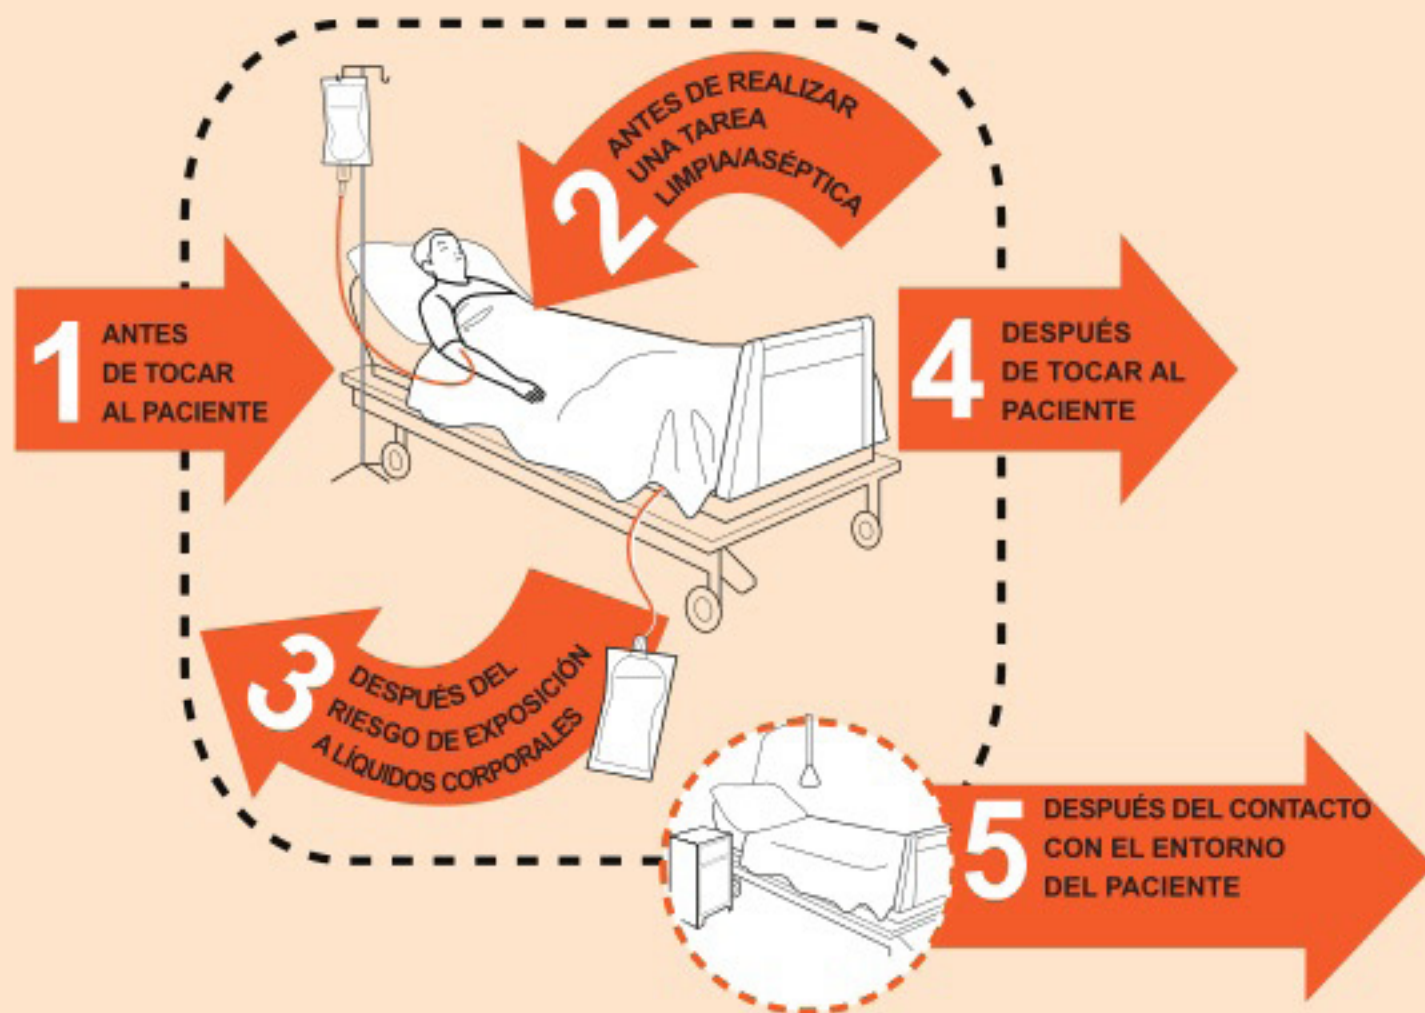 1 ANTES
DE TOCAR
AL PACIENTE
2 ANTES DE REALIZAR
UNA TAREA
LIMPIA/ASÉPTICA
3 DESPUÉS DEL
RIESGO DE EXPOSICIÓN
A LÍQUIDOS CORPORALES
4 DESPUÉS
DE TOCAR AL
PACIENTE
5 DESPUÉS DEL CONTACTO
CON EL ENTORNO
DEL PACIENTE